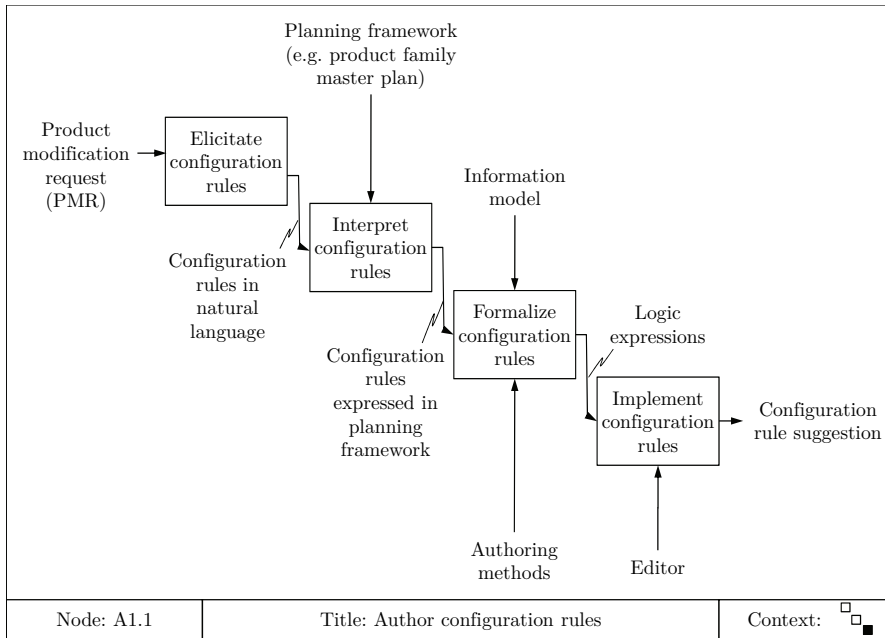 Planning framework
(e.g. product family
master plan)
Product
modification
request
(PMR)
Elicitate
configuration
rules
Information
model
Interpret
configuration
rules
Configuration
rules in
natural
language
Formalize
configuration
rules
Logic
expressions
Configuration
rules
expressed in
planning
framework
Implement
configuration
rules
Configuration
rule suggestion
Authoring
methods
Editor
Node: A1.1
Title: Author configuration rules
Context: